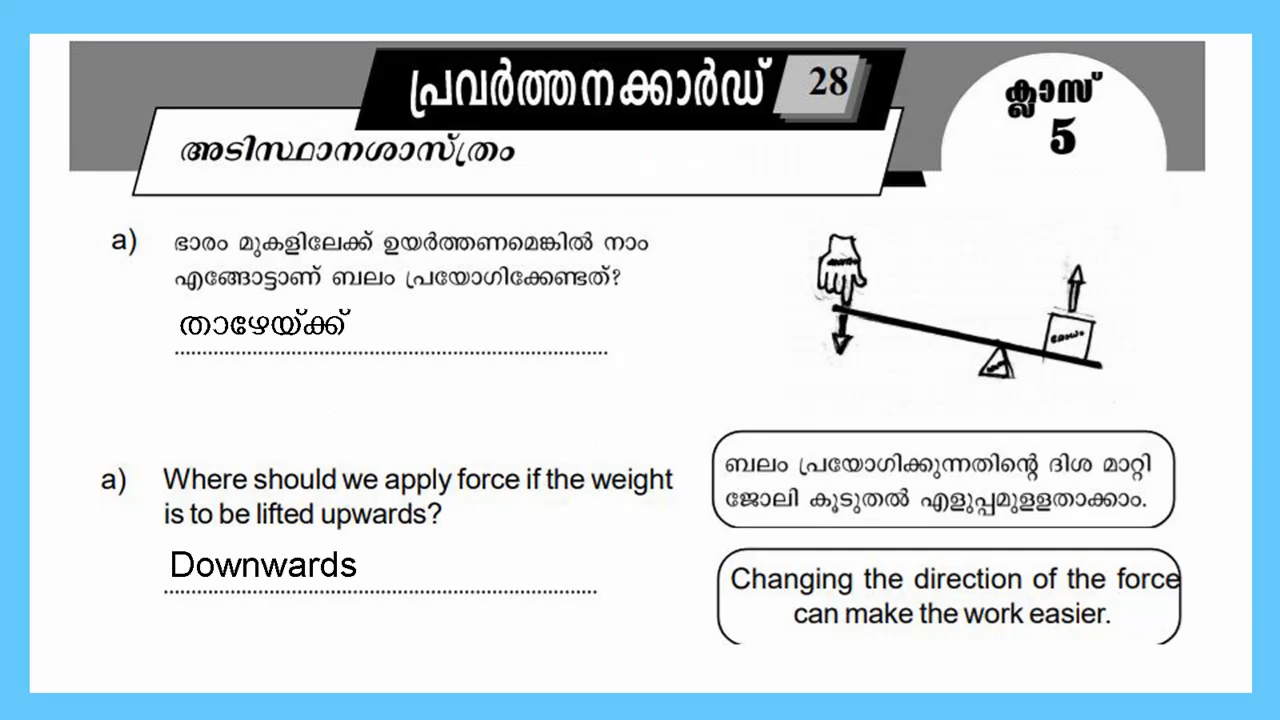 പ്രവർത്തനക്കാർഡ് 28
ക്ലാസ്
5
അടിസ്ഥാനശാസ്ത്രം
a) ഭാരം മുകളിലേക്ക് ഉയർത്തണമെങ്കിൽ നാം
എങ്ങോട്ടാണ് ബലം പ്രയോഗിക്കേണ്ടത്?
താഴേയ്ക്ക്
a) Where should we apply force if the weight
is to be lifted upwards?
Downwards
ബലം പ്രയോഗിക്കുന്നതിന്റെ ദിശ മാറ്റി
ജോലി കൂടുതൽ എളുപ്പമുള്ളതാക്കാം.
Changing the direction of the force
can make the work easier.